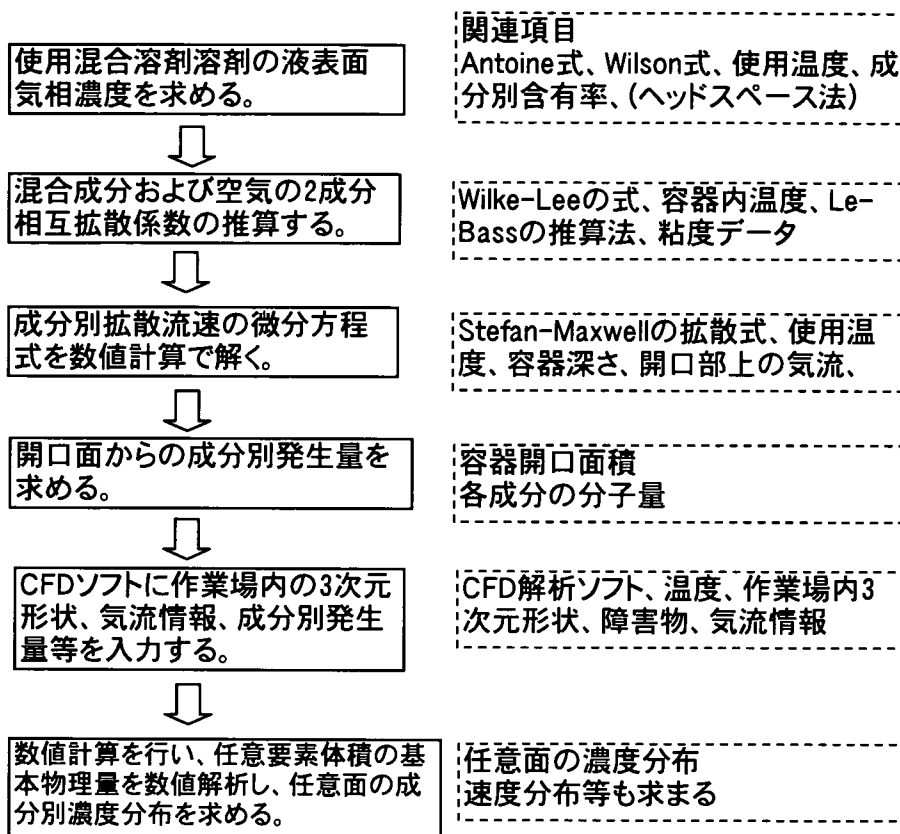 使用混合溶剤溶剤の液表面
気相濃度を求める。
関連項目
Antoine式、Wilson式、使用温度、成
分別含有率、(ヘッドスペース法)
混合成分および空気の2成分
相互拡散係数の推算する。
Wilke-Leeの式、容器内温度、Le-
Bassの推算法、粘度データ
成分別拡散流速の微分方程
式を数値計算で解く。
Stefan-Maxwellの拡散式、使用温
度、容器深さ、開口部上の気流、
開口面からの成分別発生量を
求める。
容器開口面積
各成分の分子量
CFDソフトに作業場内の3次元
形状、気流情報、成分別発生
量等を入力する。
CFD解析ソフト、温度、作業場内3
次元形状、障害物、気流情報
数値計算を行い、任意要素体積の基
本物理量を数値解析し、任意面の成
分別濃度分布を求める。
任意面の濃度分布
速度分布等も求まる